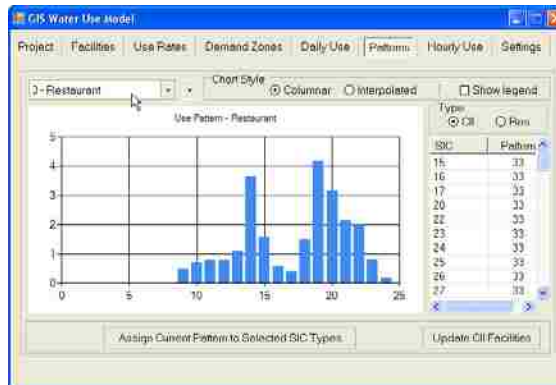 GIS Water Use Model
Project Facilities Use Rates Demand Zones Daily Use Patterns Hourly Use Settings
- Restaurant
Chart Style
Columnar Interpolated
Show legend
Type
CII Res
Use Pattern - Restaurant
5
4
3
2
1
0
0 5 10 15 20 25
SIC Pattern
15 33
16 33
17 33
20 33
22 33
23 33
24 33
25 33
26 33
27 33
Assign Current Pattern to Selected SIC Types
Update CII Facilities